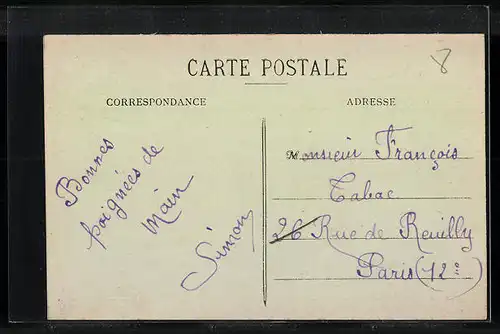 CARTE POSTALE
8
CORRESPONDANCE
ADRESSE
Bonnes
poignées de
main
Simon
Monsieur François
Tabac
26 Rue de Reuilly
Paris (12e)